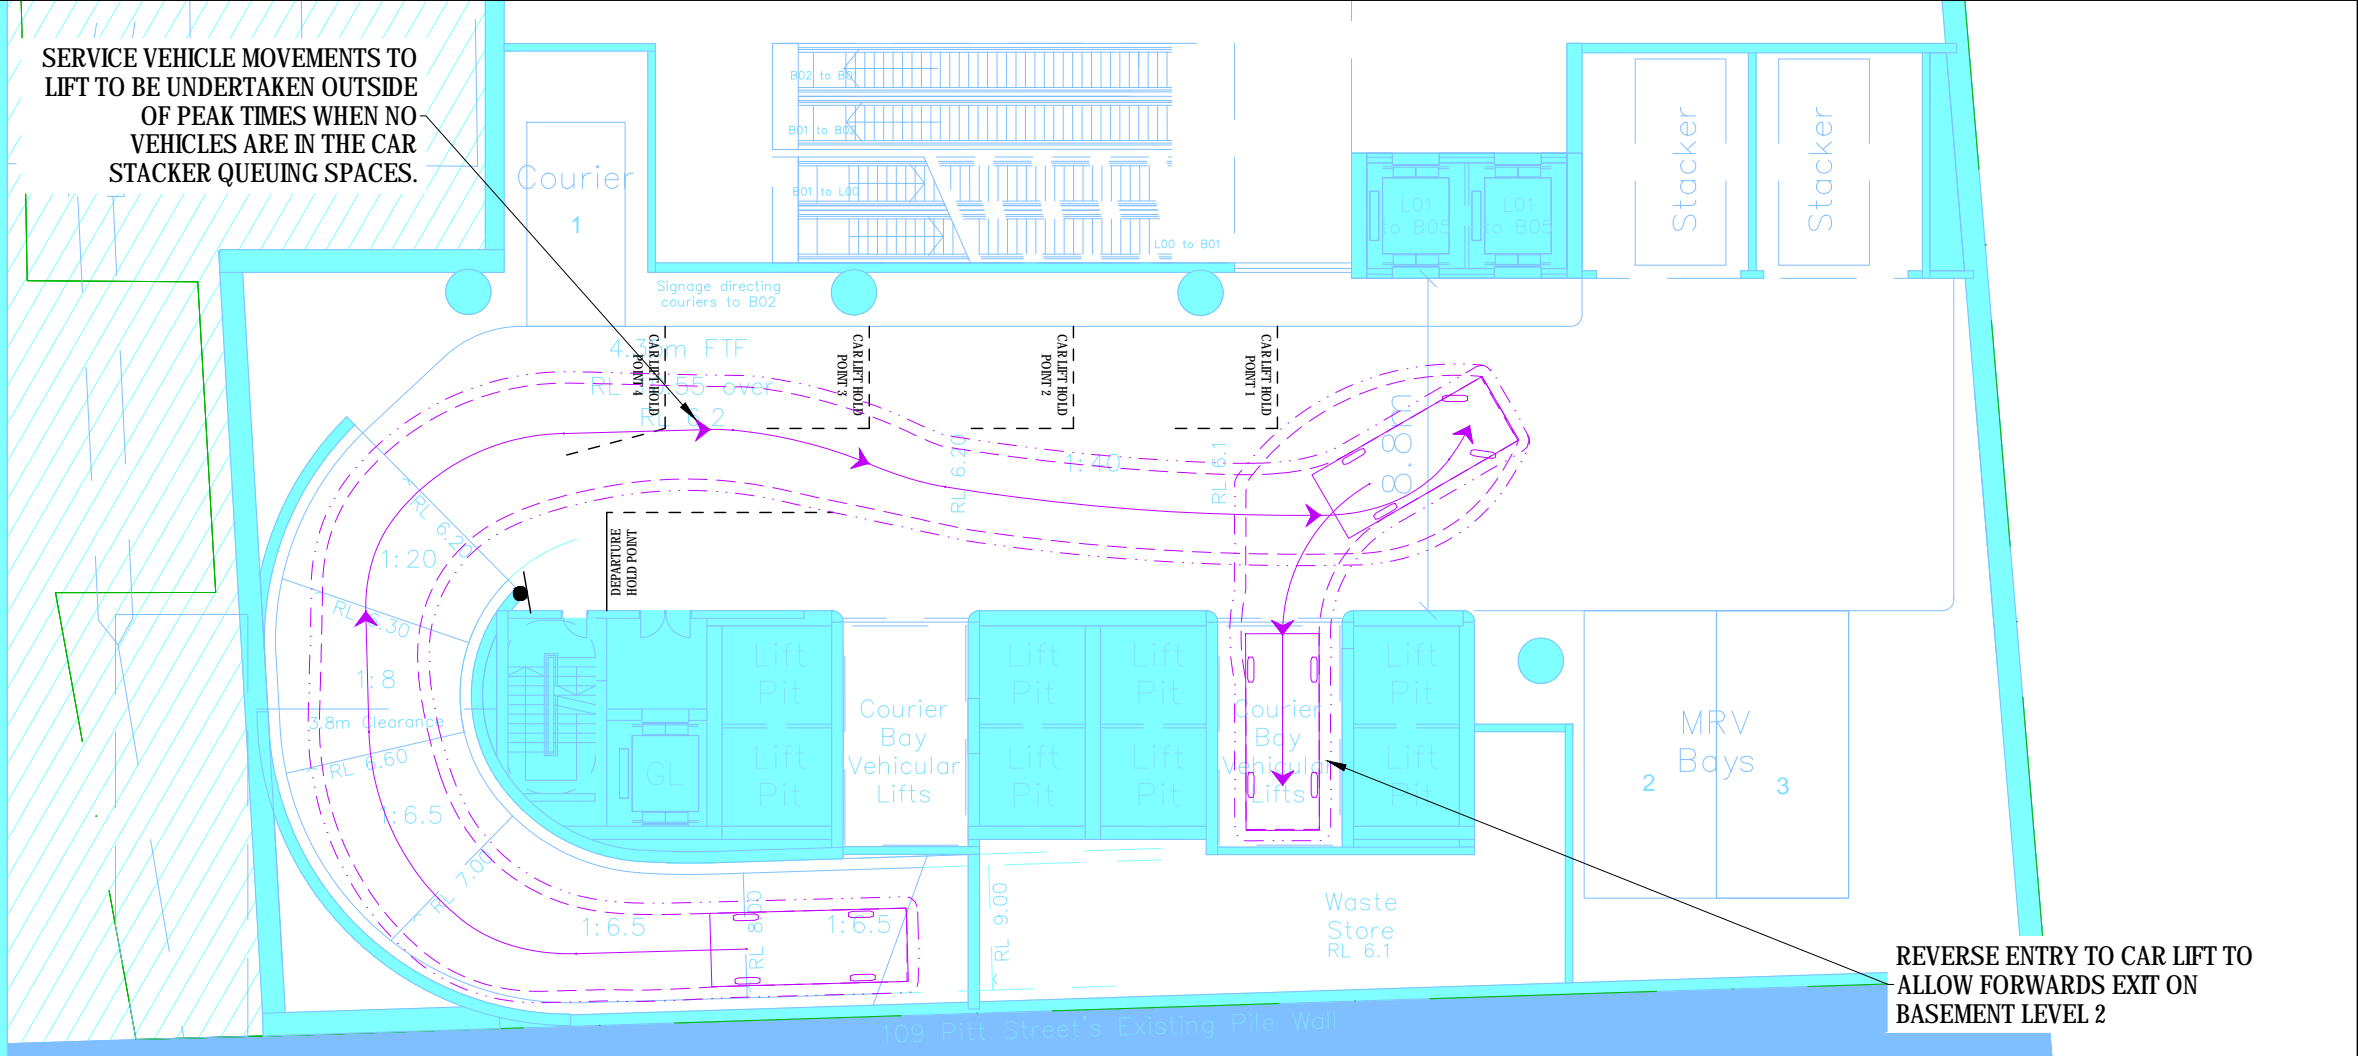 SERVICE VEHICLE MOVEMENTS TO
LIFT TO BE UNDERTAKEN OUTSIDE
OF PEAK TIMES WHEN NO
VEHICLES ARE IN THE CAR
STACKER QUEUING SPACES.
Courier
1
B02 to B01
B01 to B02
B01 to L00
L00 to B01
L01
to B05
L01
to B05
Stacker
Stacker
Signage directing
couriers to B02
FTF
over
CAR LIFT HOLD
POINT 4
CAR LIFT HOLD
POINT 3
CAR LIFT HOLD
POINT 2
CAR LIFT HOLD
POINT 1
RL 6.20
1:40
RL 6.1
8.8m
RL 6.20
1:20
DEPARTURE
HOLD POINT
1:8
3.8m Clearance
RL 6.60
1:6.5
RL 7.00
1:6.5
RL 8.00
1:6.5
RL 9.00
GL
Lift
Pit
Lift
Pit
Courier
Bay
Vehicular
Lifts
Lift
Pit
Lift
Pit
Lift
Pit
Lift
Pit
Courier
Bay
Vehicular
Lifts
Lift
Pit
Lift
Pit
MRV
Bays
2
3
Waste
Store
RL 6.1
REVERSE ENTRY TO CAR LIFT TO
ALLOW FORWARDS EXIT ON
BASEMENT LEVEL 2
109 Pitt Street's Existing Pile Wall